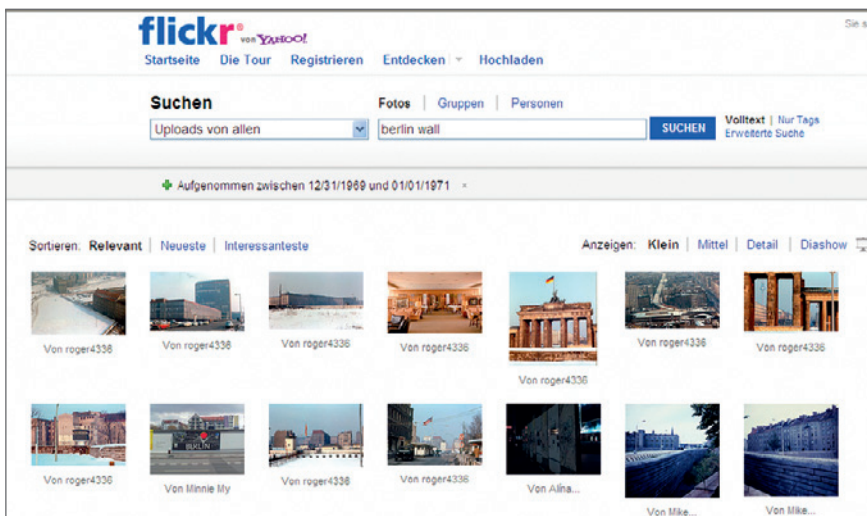 flickr von YAHOO!
Sie s
Startseite Die Tour Registrieren Entdecken Hochladen
Suchen
Fotos | Gruppen | Personen
Uploads von allen
berlin wall
SUCHEN
Volltext | Nur Tags
Erweiterte Suche
Aufgenommen zwischen 12/31/1969 und 01/01/1971 ×
Sortieren: Relevant | Neueste | Interessanteste
Anzeigen: Klein | Mittel | Detail | Diashow
Von roger4336
Von roger4336
Von roger4336
Von roger4336
Von roger4336
Von roger4336
Von roger4336
BERLIN
Von roger4336
Von Minnie My
Von roger4336
Von roger4336
Von Alina...
Von Mike...
Von Mike...